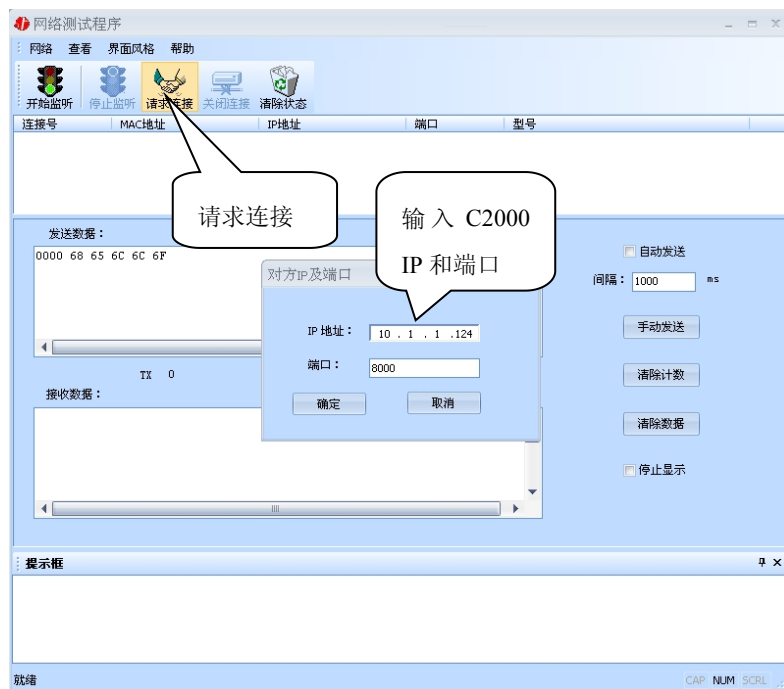 网络测试程序
网络 查看 界面风格 帮助
开始监听 停止监听 请求连接 关闭连接 清除状态
连接号 MAC地址 IP地址 端口 型号
请求连接
输入 C2000
IP 和端口
发送数据：
0000 68 65 6C 6C 6F
自动发送
间隔： 1000 ms
对方IP及端口
IP 地址： 10 . 1 . 1 .124
端口： 8000
确定 取消
手动发送
TX 0
清除计数
接收数据：
清除数据
停止显示
提示框
就绪
CAP NUM SCRL